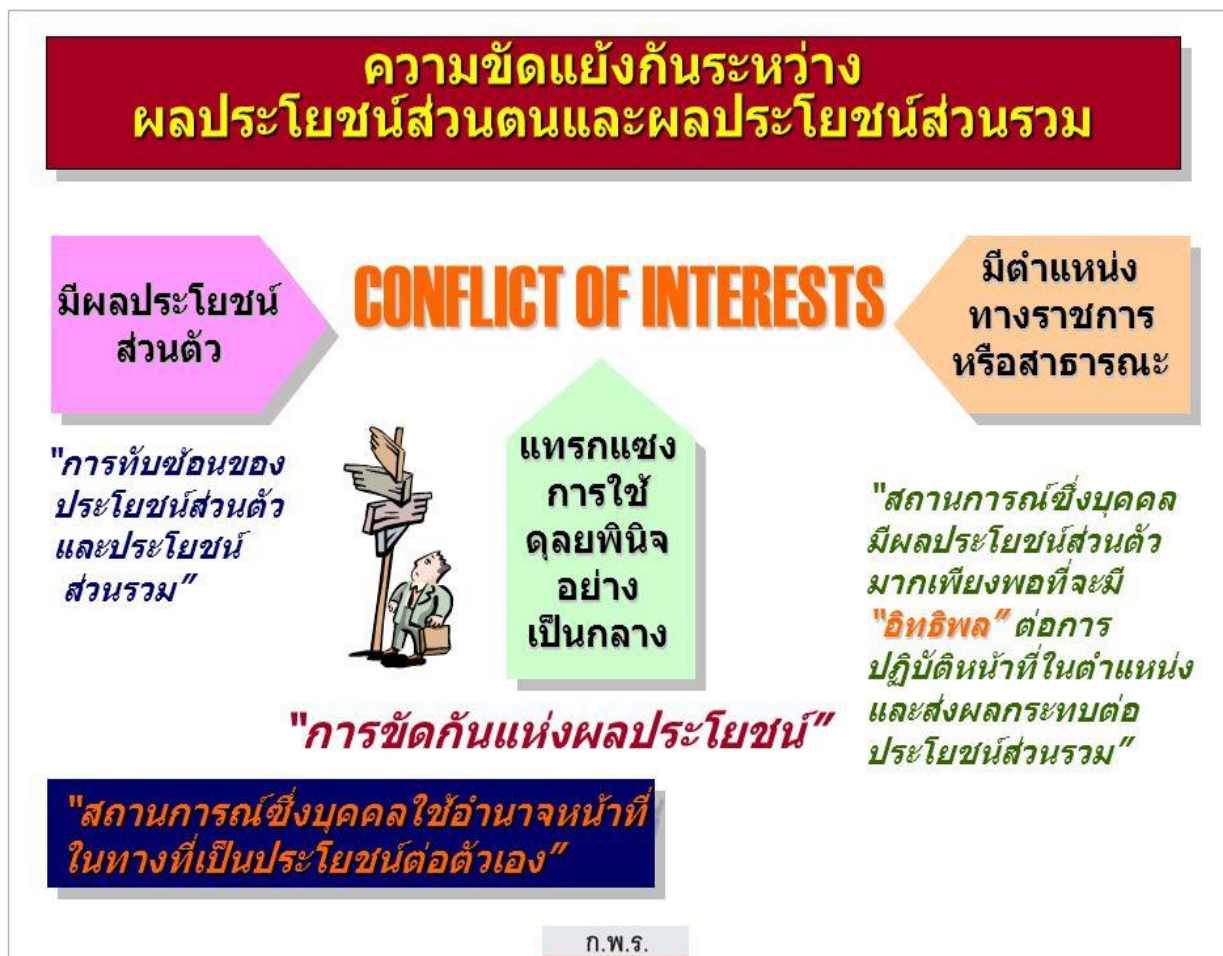 ความขัดแย้งกันระหว่าง
ผลประโยชน์ส่วนตนและผลประโยชน์ส่วนรวม
มีผลประโยชน์
ส่วนตัว
CONFLICT OF INTERESTS
มีตำแหน่ง
ทางราชการ
หรือสาธารณะ
"การทับซ้อนของ
ประโยชน์ส่วนตัว
และประโยชน์
ส่วนรวม"
แทรกแซง
การใช้
ดุลยพินิจ
อย่าง
เป็นกลาง
"สถานการณ์ซึ่งบุคคล
มีผลประโยชน์ส่วนตัว
มากเพียงพอที่จะมี
"อิทธิพล" ต่อการ
ปฏิบัติหน้าที่ในตำแหน่ง
และส่งผลกระทบต่อ
ประโยชน์ส่วนรวม"
"การขัดกันแห่งผลประโยชน์"
"สถานการณ์ซึ่งบุคคลใช้อำนาจหน้าที่
ในทางที่เป็นประโยชน์ต่อตัวเอง"
ก.พ.ร.